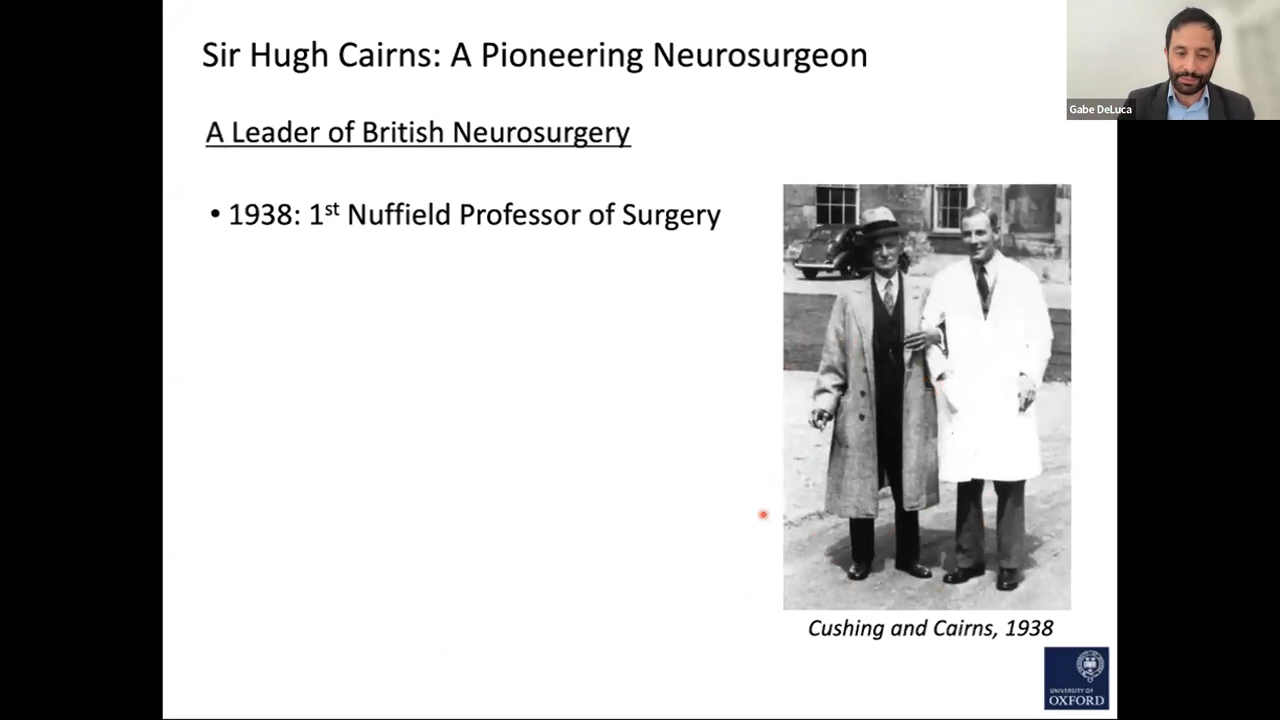 Sir Hugh Cairns: A Pioneering Neurosurgeon
Gabe DeLuca
A Leader of British Neurosurgery
• 1938: 1st Nuffield Professor of Surgery
Cushing and Cairns, 1938
UNIVERSITY OF
OXFORD